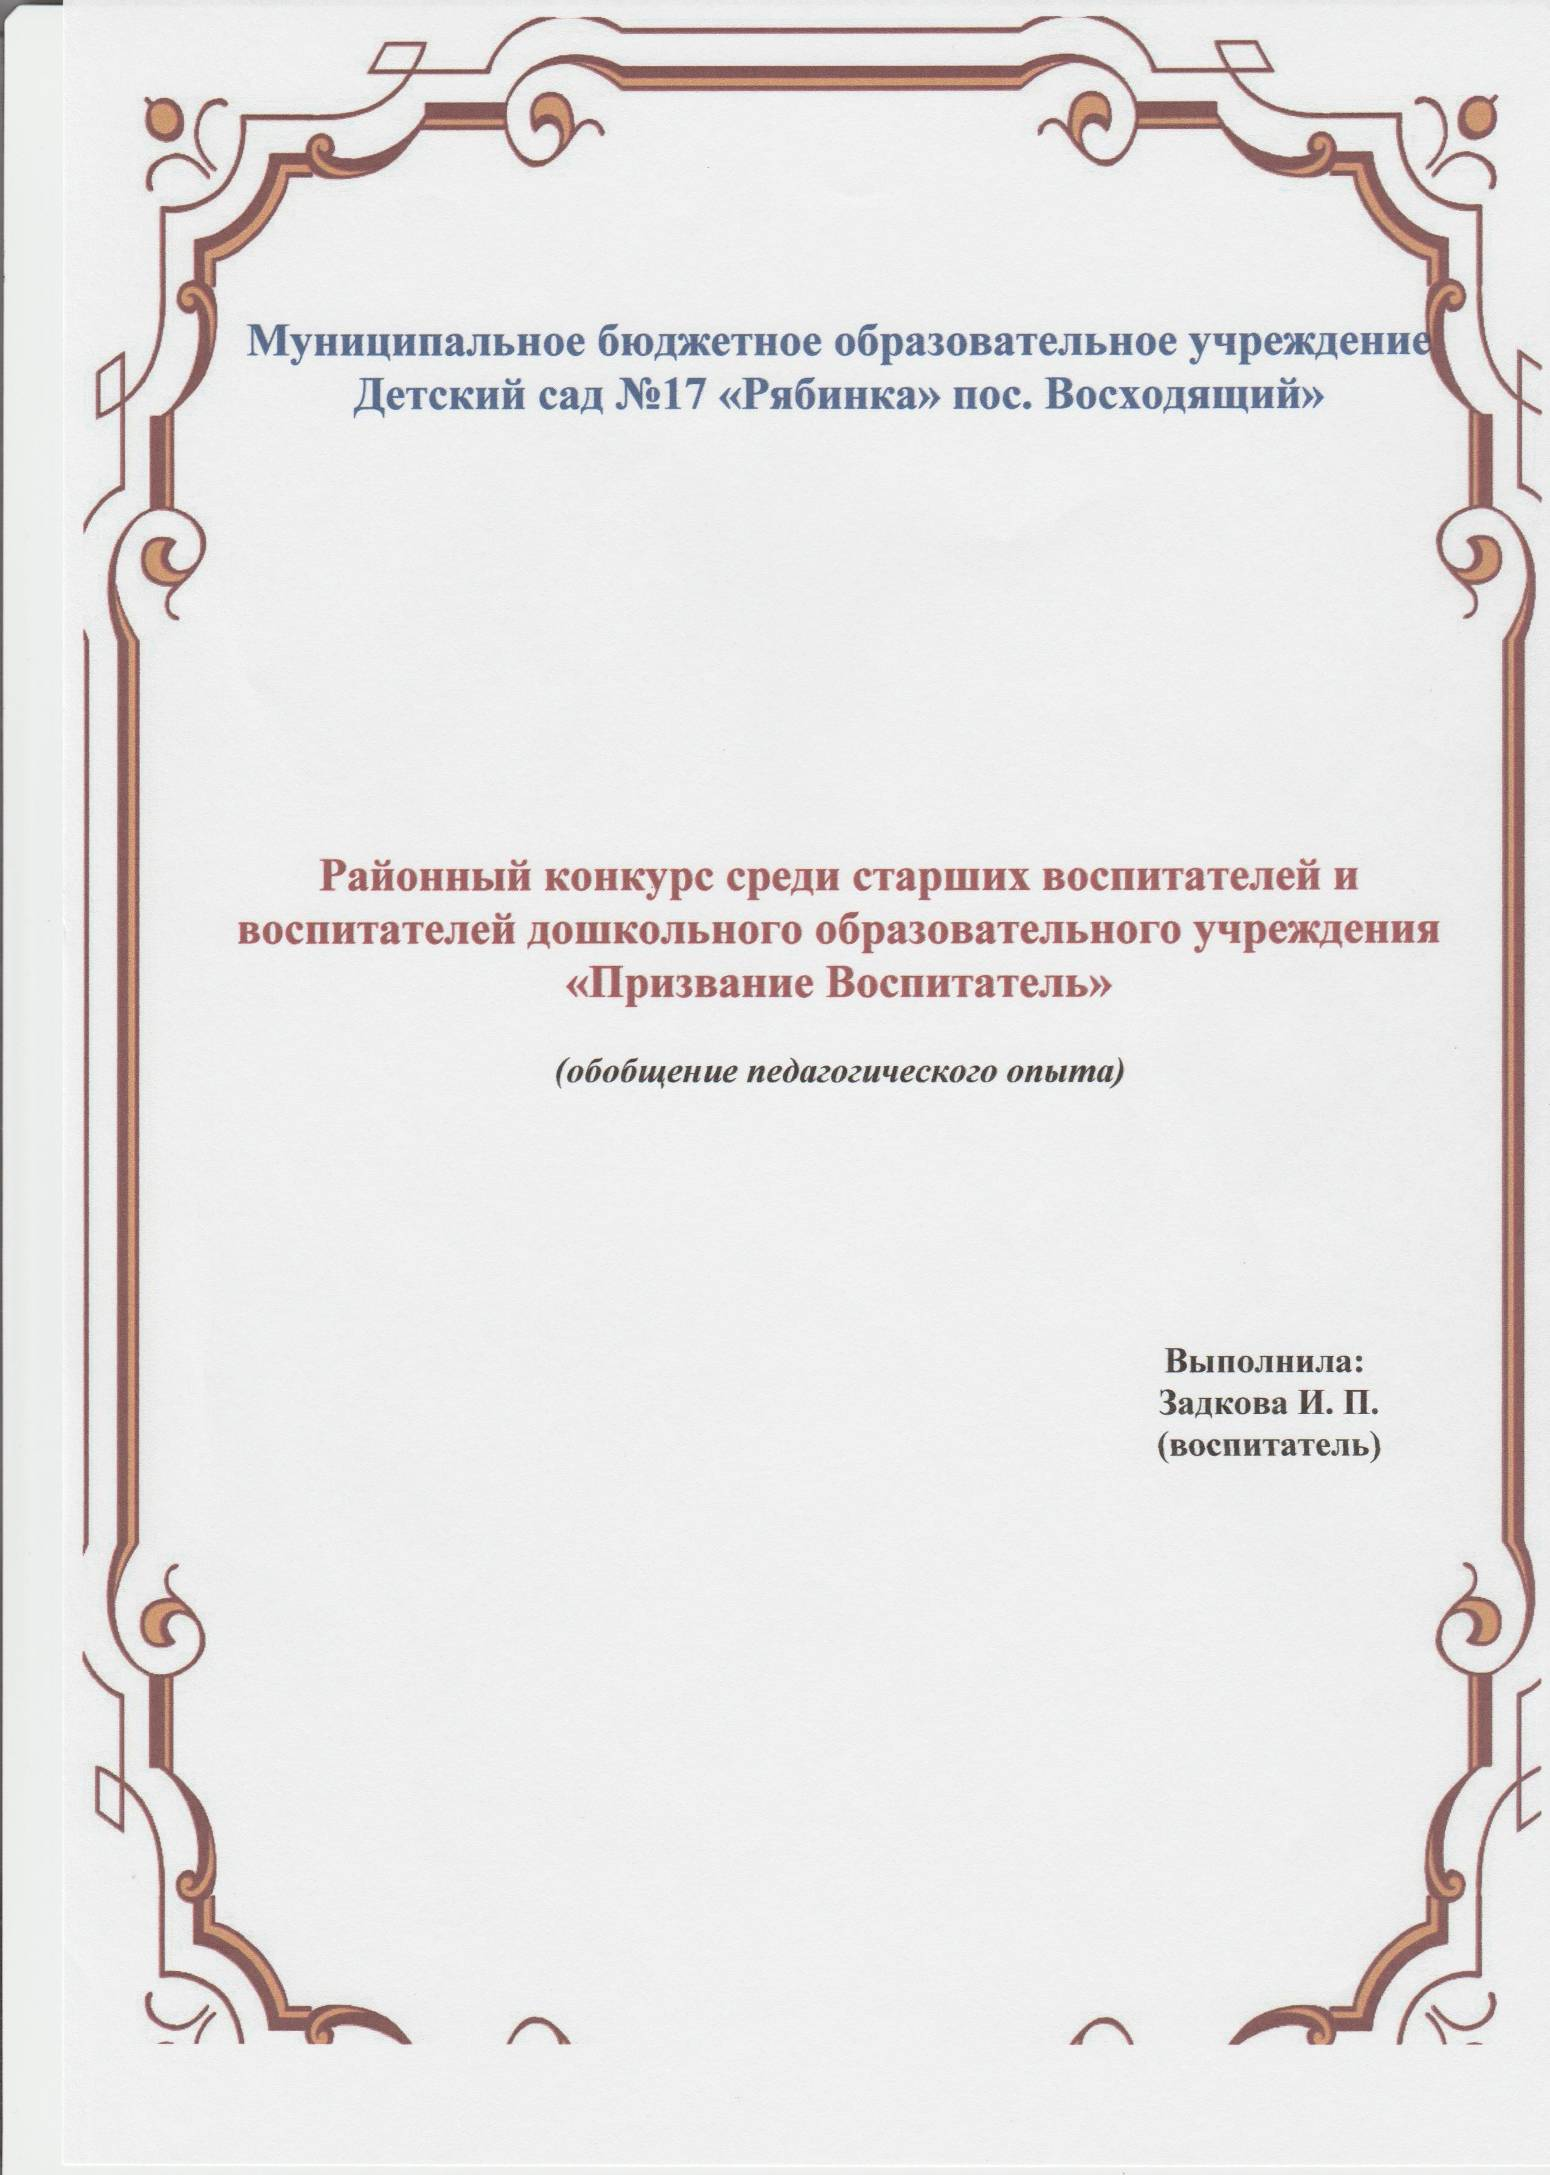 Муниципальное бюджетное образовательное учреждение
Детский сад №17 «Рябинка» пос. Восходящий»
Районный конкурс среди старших воспитателей и
воспитателей дошкольного образовательного учреждения
«Призвание Воспитатель»
(обобщение педагогического опыта)
Выполнила:
Задкова И. П.
(воспитатель)